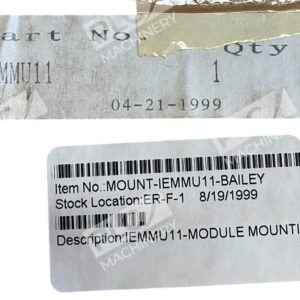 art No.
Qty
EMMU11
1
04-21-1999
Item No.:MOUNT-IEMMU11-BAILEY
Stock Location:ER-F-1 8/19/1999
Description:IEMMU11-MODULE MOUNTI